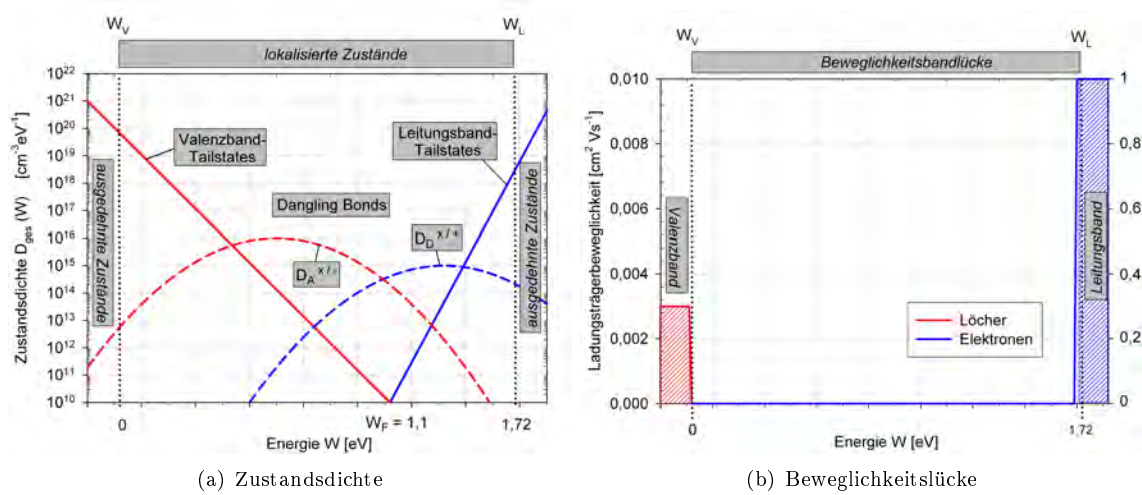 W_V
W_L
lokalisierte Zustände
10^22
10^21
10^20
10^19
10^18
10^17
10^16
10^15
10^14
10^13
10^12
10^11
10^10
Zustandsdichte D_ges (W) [cm^-3 eV^-1]
ausgedehnte Zustände
Valenzband-
Tailstates
Leitungsband-
Tailstates
Dangling Bonds
D_A^x/-
D_D^x/+
ausgedehnte Zustände
0
W_F = 1,1
1,72
Energie W [eV]
(a) Zustandsdichte
W_V
W_L
Beweglichkeitsbandlücke
0,010
0,008
0,006
0,004
0,002
0,000
Ladungsträgerbeweglichkeit [cm^2 Vs^-1]
Valenzband
Löcher
Elektronen
Leitungsband
1
0,8
0,6
0,4
0,2
0
0
1,72
Energie W [eV]
(b) Beweglichkeitslücke